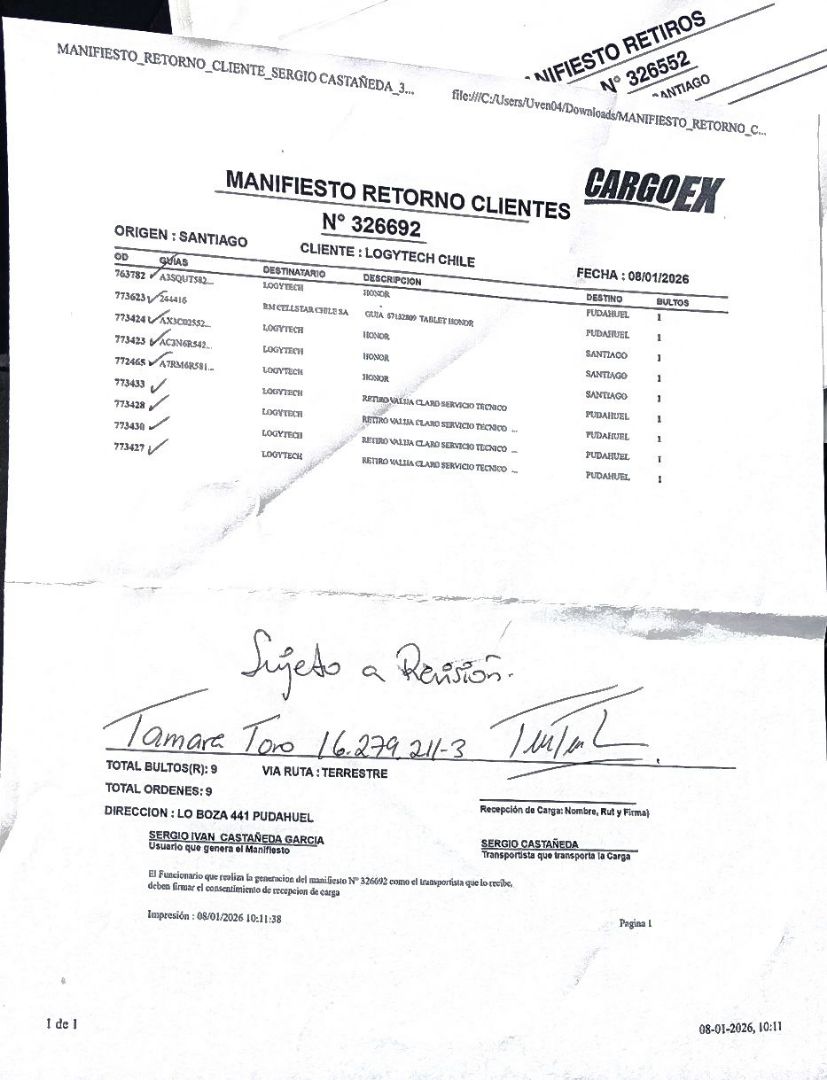 MANIFIESTO RETIROS
N° 326552
SANTIAGO
MANIFIESTO_RETORNO_CLIENTE_SERGIO CASTAÑEDA_3...
file:///C:/Users/Uven04/Downloads/MANIFIESTO_RETORNO_C...
MANIFIESTO RETORNO CLIENTES
CARGOEX
N° 326692
ORIGEN : SANTIAGO
CLIENTE : LOGYTECH CHILE
FECHA : 08/01/2026
OD GUIAS DESTINATARIO DESCRIPCION DESTINO BULTOS
763782 A3SQUT582... LOGYTECH HONOR PUDAHUEL 1
773623 244416 BM CELLSTAR CHILE SA GUIA 67132809 TABLET HONOR PUDAHUEL 1
773424 LOGYTECH HONOR SANTIAGO 1
773423 AC3N6R542... LOGYTECH HONOR SANTIAGO 1
772465 A7RM6R581... LOGYTECH HONOR SANTIAGO 1
773433 LOGYTECH RETIRO VALIJA CLARO SERVICIO TECNICO PUDAHUEL 1
773428 LOGYTECH RETIRO VALIJA CLARO SERVICIO TECNICO ... PUDAHUEL 1
773430 LOGYTECH RETIRO VALIJA CLARO SERVICIO TECNICO ... PUDAHUEL 1
773427 LOGYTECH RETIRO VALIJA CLARO SERVICIO TECNICO ... PUDAHUEL 1
Sujeto a Revisión.
Tamara Toro 16.279.211-3
TOTAL BULTOS(R): 9 VIA RUTA : TERRESTRE
TOTAL ORDENES: 9
Recepción de Carga: Nombre, Rut y Firma)
DIRECCION : LO BOZA 441 PUDAHUEL
SERGIO IVAN CASTAÑEDA GARCIA
Usuario que genera el Manifiesto
SERGIO CASTAÑEDA
Transportista que transporta la Carga
El Funcionario que realiza la generacion del manifiesto N° 326692 como el transportista que lo recibe,
deben firmar el consentimiento de recepcion de carga
Impresión : 08/01/2026 10:11:38
Pagina 1
1 de 1
08-01-2026, 10:11